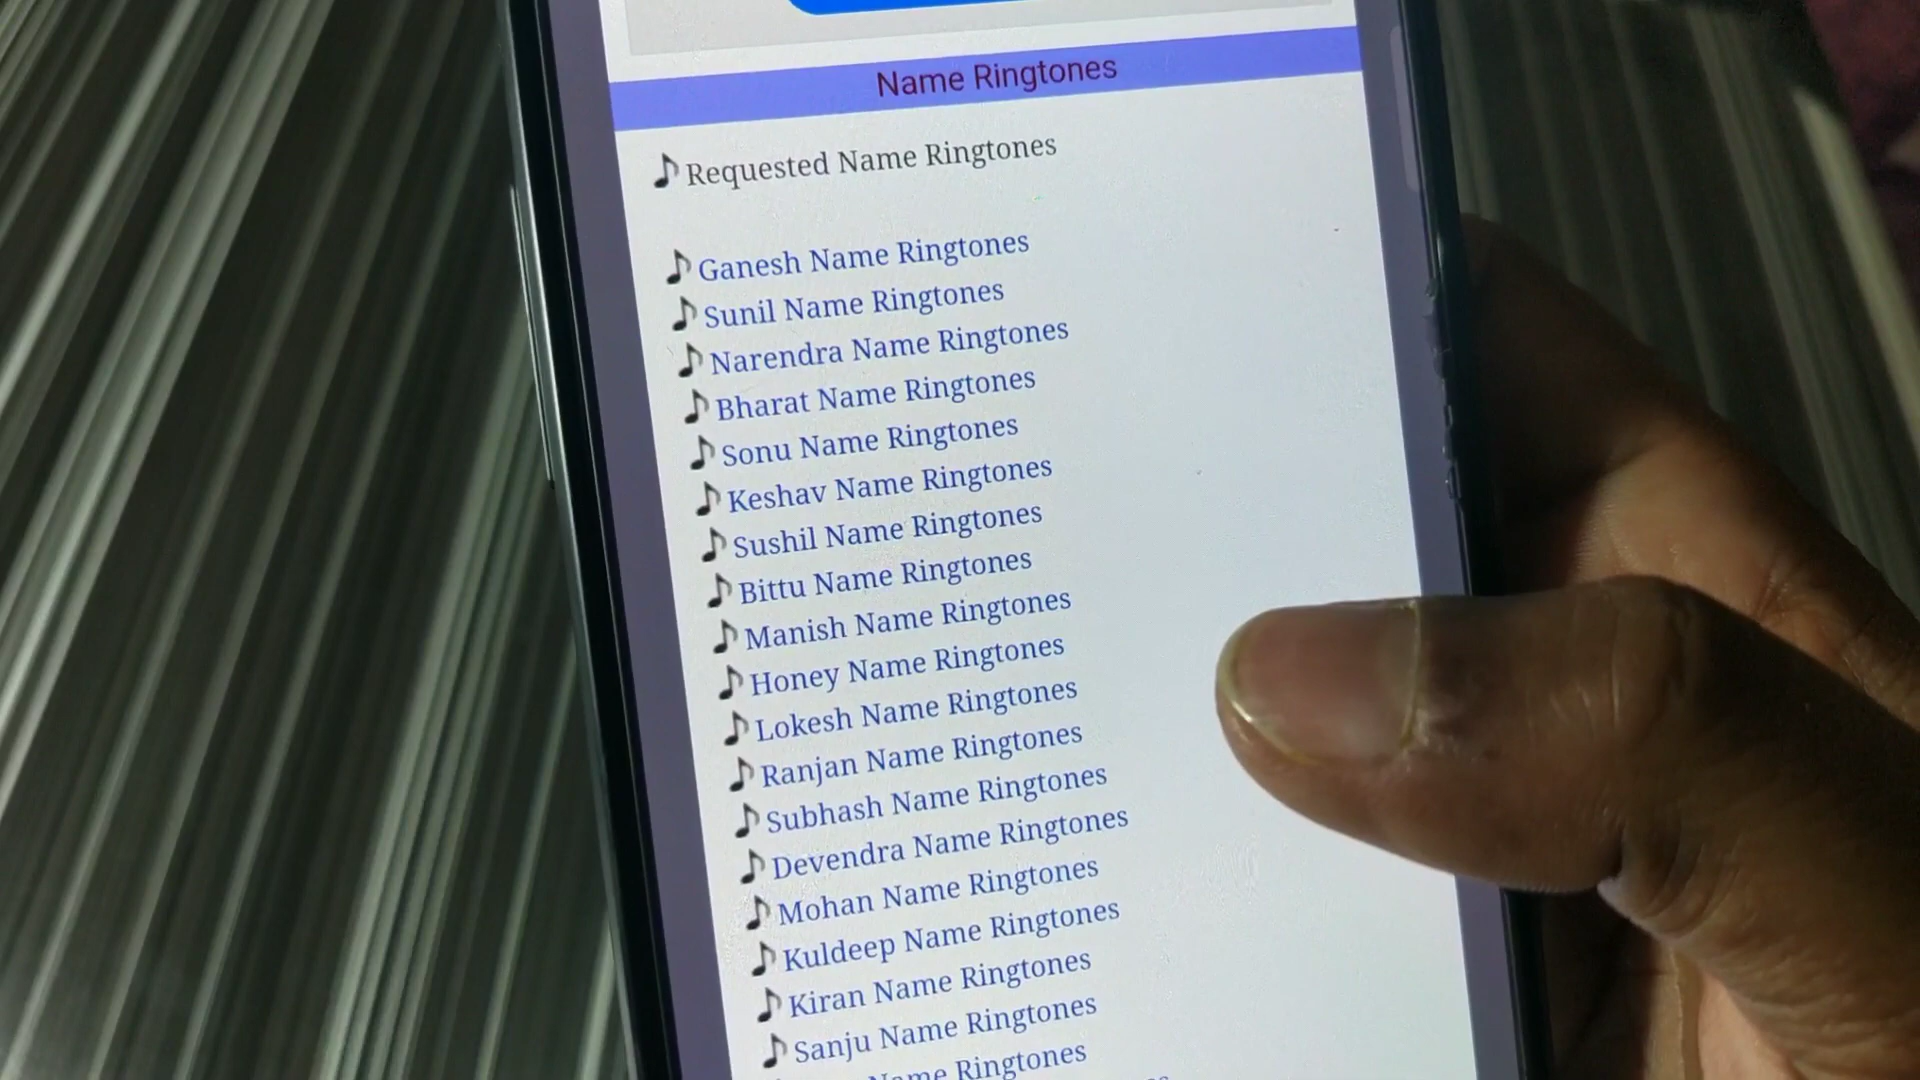 Name Ringtones
Requested Name Ringtones
Ganesh Name Ringtones
Sunil Name Ringtones
Narendra Name Ringtones
Bharat Name Ringtones
Sonu Name Ringtones
Keshav Name Ringtones
Sushil Name Ringtones
Bittu Name Ringtones
Manish Name Ringtones
Honey Name Ringtones
Lokesh Name Ringtones
Ranjan Name Ringtones
Subhash Name Ringtones
Devendra Name Ringtones
Mohan Name Ringtones
Kuldeep Name Ringtones
Kiran Name Ringtones
Sanju Name Ringtones
Name Ringtones